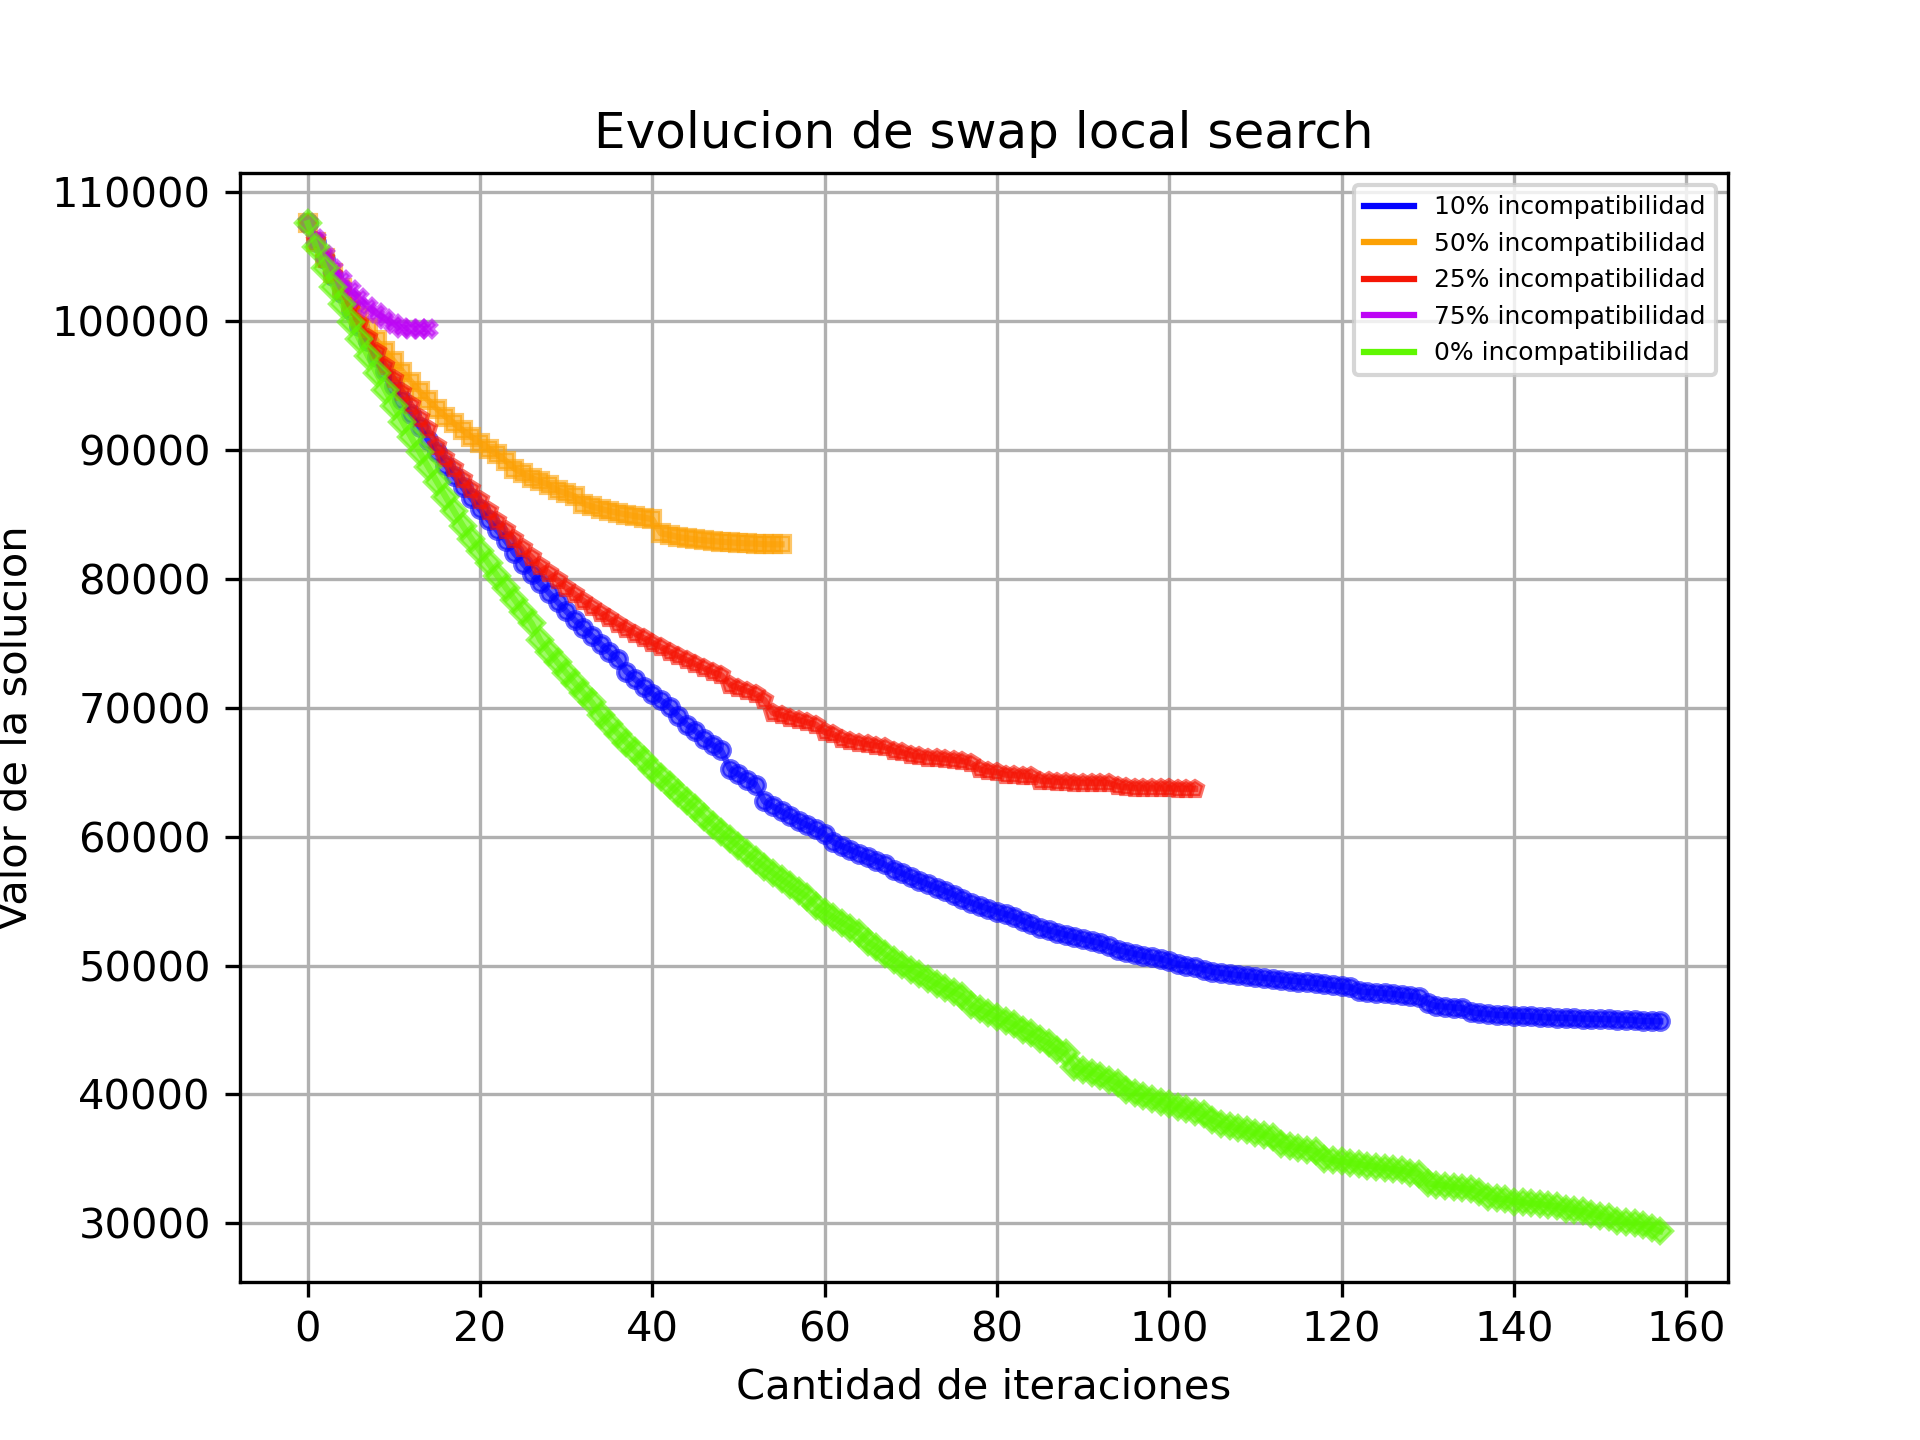 Evolucion de swap local search
110000
100000
90000
80000
70000
60000
50000
40000
30000
Valor de la solucion
10% incompatibilidad
50% incompatibilidad
25% incompatibilidad
75% incompatibilidad
0% incompatibilidad
0 20 40 60 80 100 120 140 160
Cantidad de iteraciones